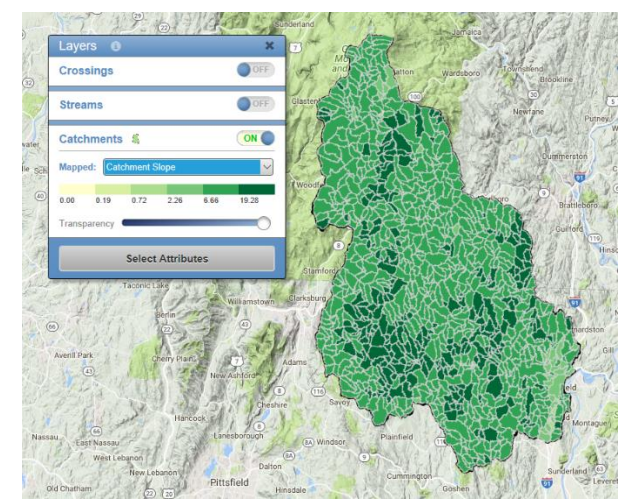 Layers
Crossings
OFF
Streams
OFF
Catchments
ON
Mapped:
Catchment Slope
0.00 0.19 0.72 2.26 6.66 19.28
Transparency
Select Attributes
Sunderland
Jamaica
Wardsboro
Townshend
Brookline
Newfane
Putney
Dummerston
Brattleboro
Guilford
Stamford
Taconic Lake
Williamstown
Clarksburg
Berlin
Averill Park
Cherry Plain
Adams
New Ashford
Cheshire
Savoy
Hancock
Lanesborough
Windsor
Plainfield
Nassau
East Nassau
West Lebanon
New Lebanon
Dalton
Cummington
Old Chatham
Pittsfield
Hinsdale
Goshen
Montague
Sunderland